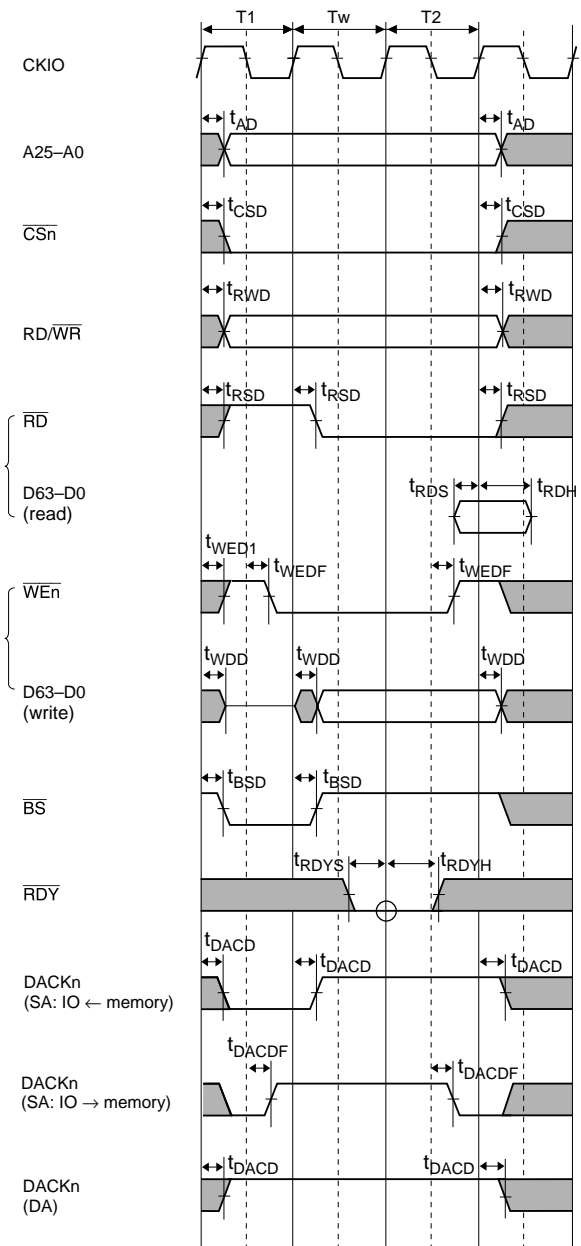 T1 Tw T2
CKIO
tAD tAD
A25–A0
tCSD tCSD
CSn
tRWD tRWD
RD/WR
tRSD tRSD tRSD
RD
tRDS tRDH
D63–D0
(read)
tWED1 tWEDF tWEDF
WEn
tWDD tWDD tWDD
D63–D0
(write)
tBSD tBSD
BS
tRDYS tRDYH
RDY
tDACD tDACD tDACD
DACKn
(SA: IO ← memory)
tDACDF tDACDF
DACKn
(SA: IO → memory)
tDACD tDACD
DACKn
(DA)